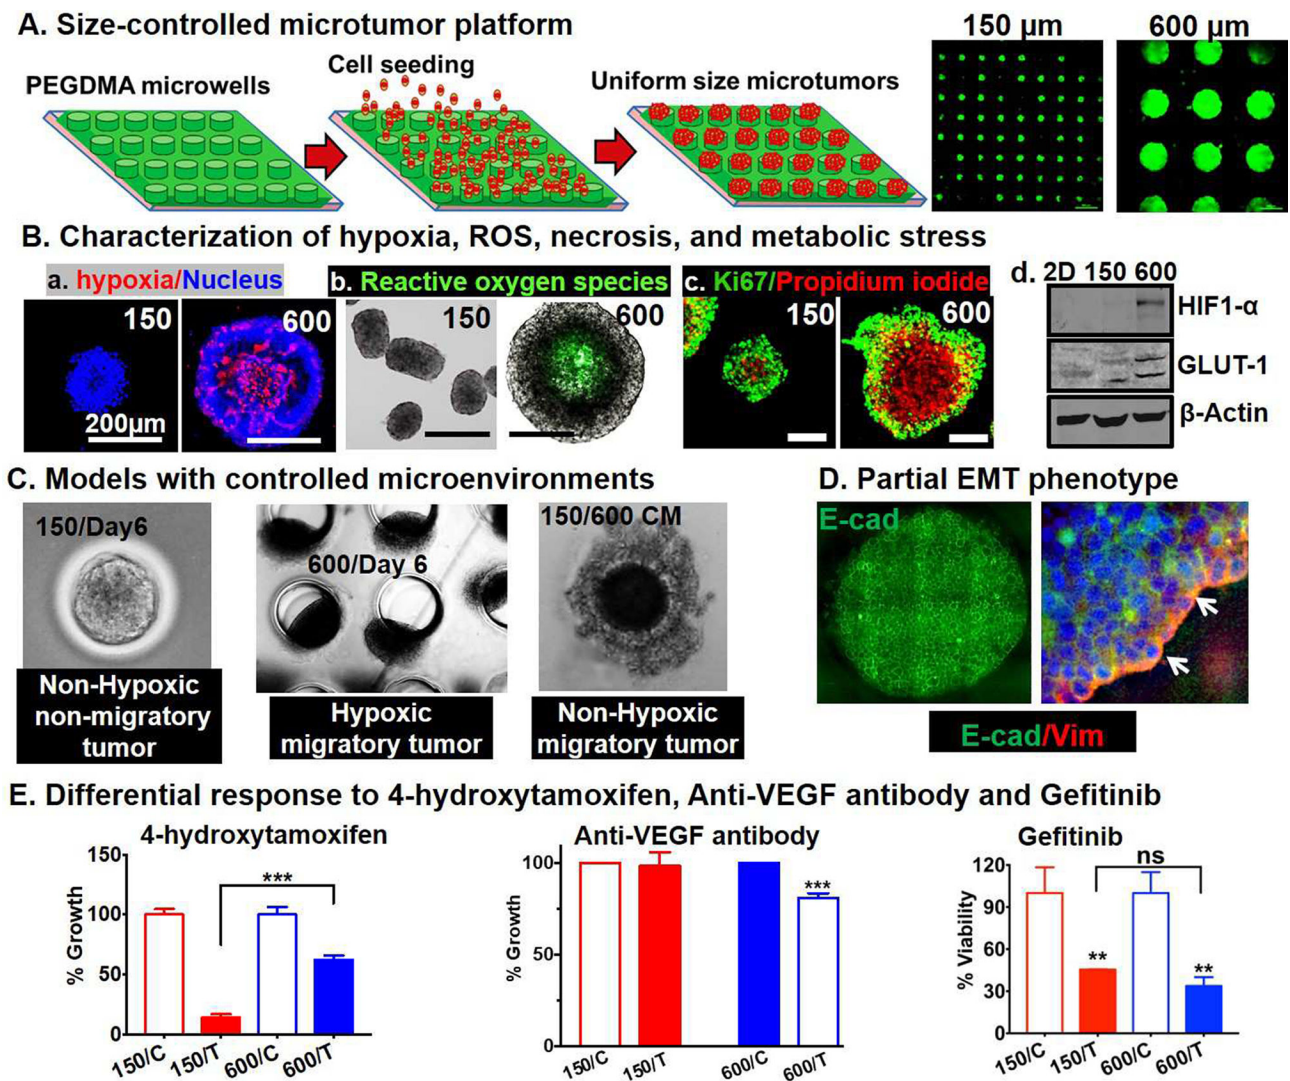 A. Size-controlled microtumor platform
PEGDMA microwells
Cell seeding
Uniform size microtumors
150 µm
600 µm
B. Characterization of hypoxia, ROS, necrosis, and metabolic stress
a. hypoxia/Nucleus
150
200µm
600
b. Reactive oxygen species
150
600
c. Ki67/Propidium iodide
150
600
d. 2D 150 600
HIF1-α
GLUT-1
β-Actin
C. Models with controlled microenvironments
150/Day6
Non-Hypoxic
non-migratory
tumor
600/Day 6
Hypoxic
migratory tumor
150/600 CM
Non-Hypoxic
migratory tumor
D. Partial EMT phenotype
E-cad
E-cad/Vim
E. Differential response to 4-hydroxytamoxifen, Anti-VEGF antibody and Gefitinib
4-hydroxytamoxifen
% Growth
150
100
50
0
***
150/C
150/T
600/C
600/T
Anti-VEGF antibody
% Growth
100
50
0
***
150/C
150/T
600/C
600/T
Gefitinib
% Viability
120
90
60
30
0
ns
**
**
150/C
150/T
600/C
600/T